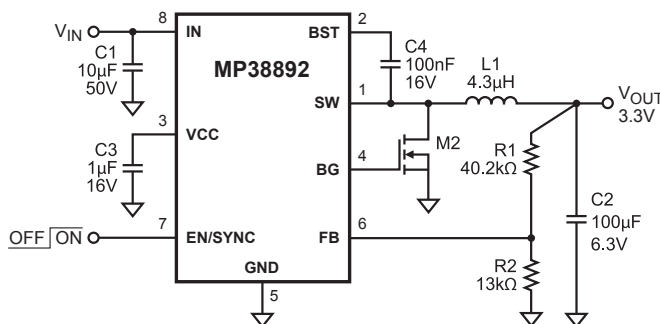 V_IN
8
IN
C1
10μF
50V
3
VCC
C3
1μF
16V
OFF ON
7
EN/SYNC
MP38892
GND
5
BST
2
C4
100nF
16V
SW
1
L1
4.3μH
V_OUT
3.3V
BG
4
M2
R1
40.2kΩ
FB
6
C2
100μF
6.3V
R2
13kΩ